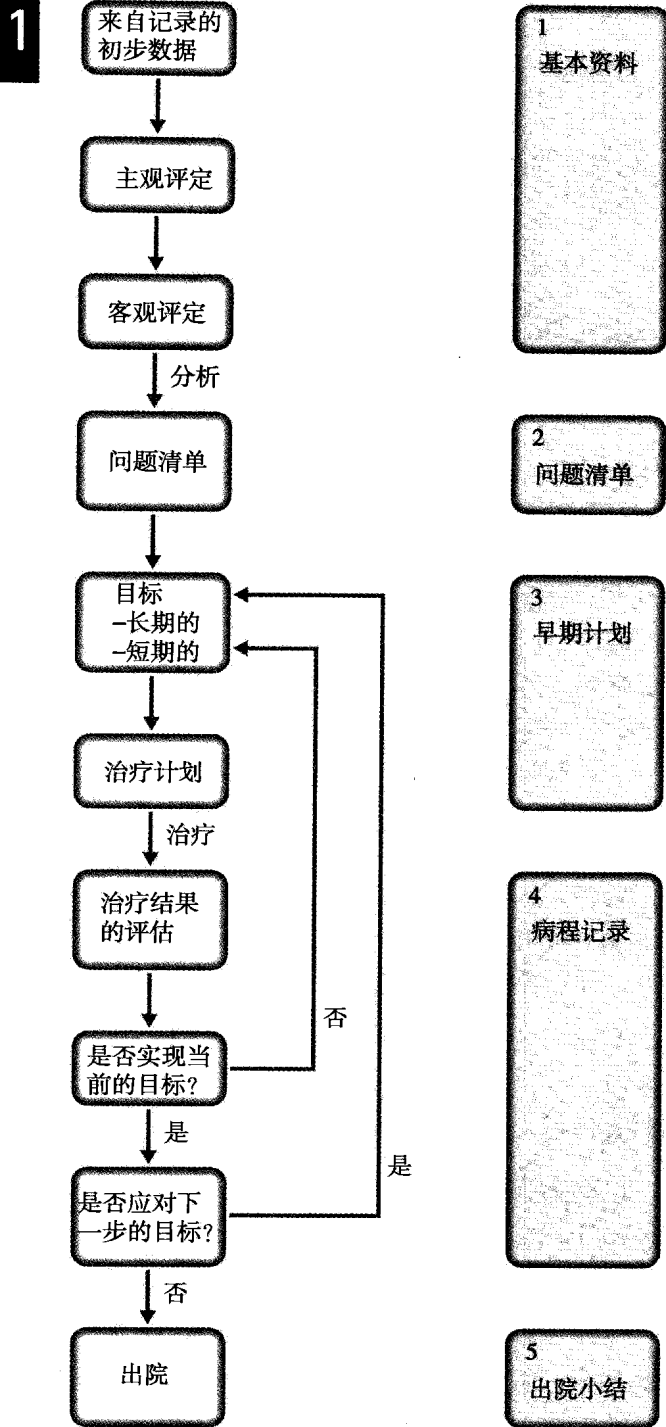 1
来自记录的
初步数据
主观评定
客观评定
分析
问题清单
目标
–长期的
–短期的
治疗计划
治疗
治疗结果
的评估
是否实现当
前的目标?
否
是
是否应对下
一步的目标?
是
否
出院
1
基本资料
2
问题清单
3
早期计划
4
病程记录
5
出院小结